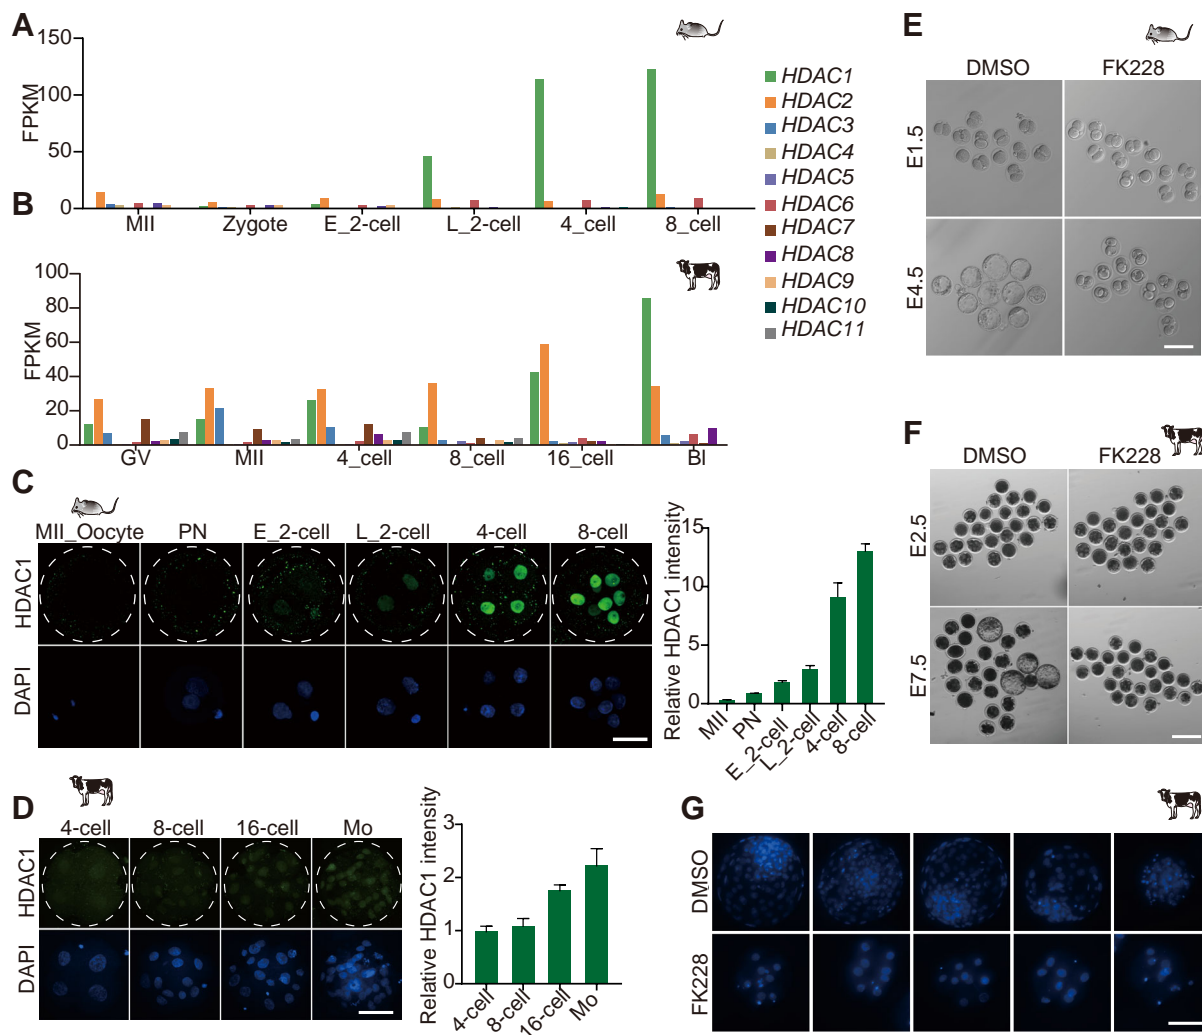 A
150
100
50
0
FPKM
MII
Zygote
E_2-cell
L_2-cell
4_cell
8_cell
HDAC1
HDAC2
HDAC3
HDAC4
HDAC5
HDAC6
HDAC7
HDAC8
HDAC9
HDAC10
HDAC11
B
100
80
60
40
20
0
FPKM
GV
MII
4_cell
8_cell
16_cell
Bl
C
MII_Oocyte
PN
E_2-cell
L_2-cell
4-cell
8-cell
HDAC1
DAPI
Relative HDAC1 intensity
15
10
5
0
MII
PN
E_2-cell
L_2-cell
4-cell
8-cell
D
4-cell
8-cell
16-cell
Mo
HDAC1
DAPI
Relative HDAC1 intensity
3
2
1
0
4-cell
8-cell
16-cell
Mo
E
DMSO
FK228
E1.5
E4.5
F
DMSO
FK228
E2.5
E7.5
G
DMSO
FK228